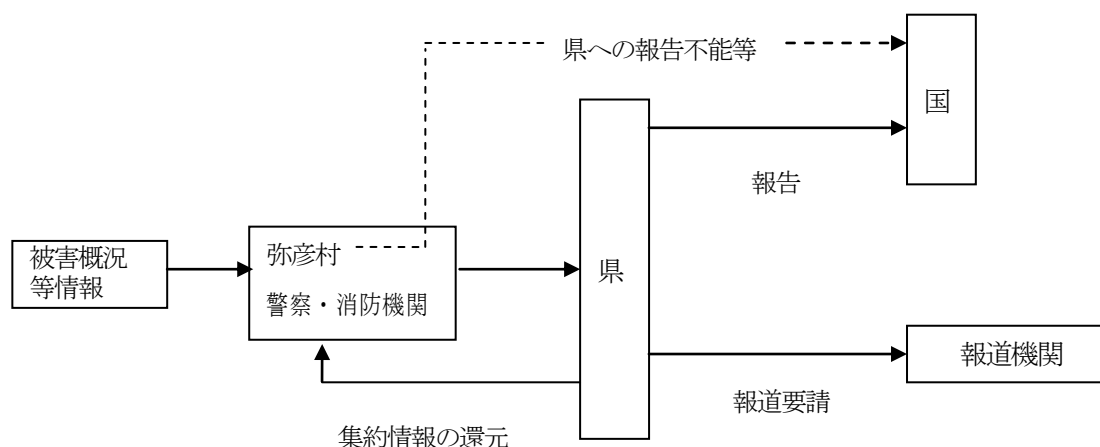 県への報告不能等
国
報告
被害概況
等情報
弥彦村
警察・消防機関
県
報道機関
報道要請
集約情報の還元